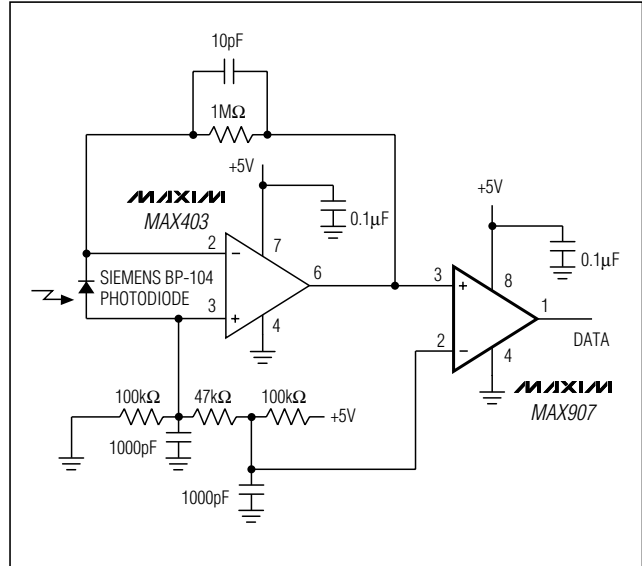 10pF
1MΩ
+5V
MAXIM
MAX403
0.1µF
+5V
0.1µF
2
7
–
6
SIEMENS BP-104
PHOTODIODE
3
+
4
3
+
8
1
2
–
4
DATA
MAXIM
MAX907
100kΩ
47kΩ
100kΩ
+5V
1000pF
1000pF